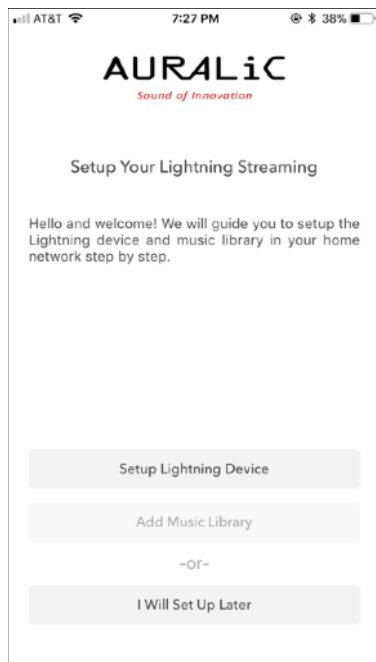 AT&T 7:27 PM 38%
AURALiC
Sound of Innovation
Setup Your Lightning Streaming
Hello and welcome! We will guide you to setup the
Lightning device and music library in your home
network step by step.
Setup Lightning Device
Add Music Library
-or-
I Will Set Up Later